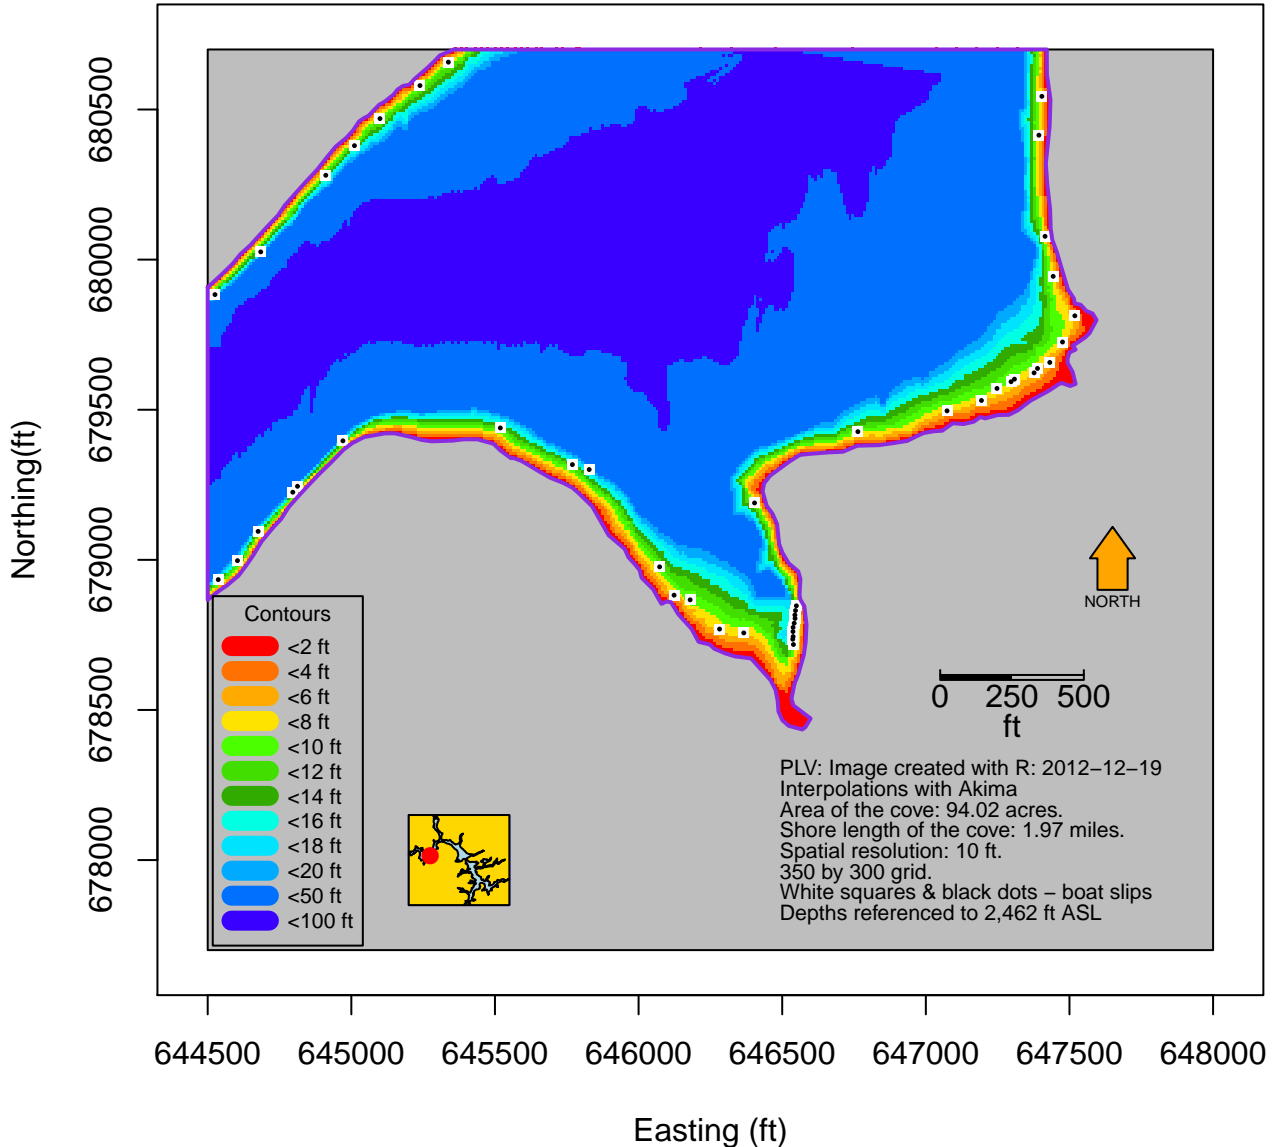 Northing(ft)
680500
680000
679500
679000
678500
678000
Contours
<2 ft
<4 ft
<6 ft
<8 ft
<10 ft
<12 ft
<14 ft
<16 ft
<18 ft
<20 ft
<50 ft
<100 ft
NORTH
0 250 500
ft
PLV: Image created with R: 2012−12−19
Interpolations with Akima
Area of the cove: 94.02 acres.
Shore length of the cove: 1.97 miles.
Spatial resolution: 10 ft.
350 by 300 grid.
White squares & black dots − boat slips
Depths referenced to 2,462 ft ASL
644500 645000 645500 646000 646500 647000 647500 648000
Easting (ft)